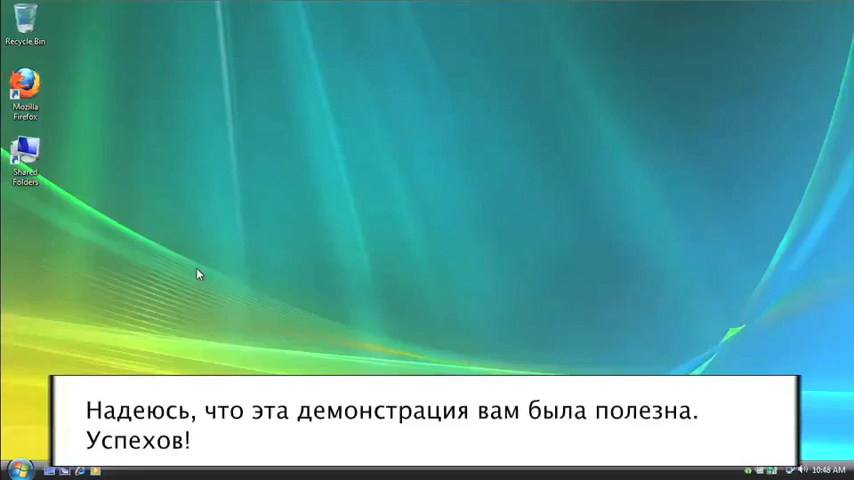 Recycle Bin
Mozilla
Firefox
Shared
Folders
Надеюсь, что эта демонстрация вам была полезна.
Успехов!
10:48 AM